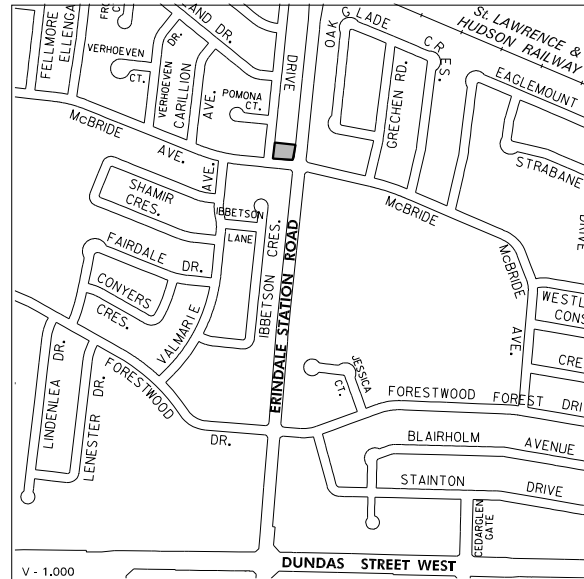 FELLMORE
ELLENGA
FRO
CT.
VERHOEVEN
CT.
VERHOEVEN
DR.
CARILLION
AVE.
AND DR.
POMONA
CT.
DRIVE
OAK GLADE CRES.
GRECHEN RD.
St. LAWRENCE &
HUDSON RAILWAY
EAGLEMOUNT
STRABANE
DRIVE
McBRIDE AVE.
McBRIDE
McBRIDE AVE.
SHAMIR
CRES.
AVE.
IBBETSON
LANE
IBBETSON CRES.
ERINDALE STATION ROAD
FAIRDALE DR.
CONYERS
CRES.
VALMARIE
FORESTWOOD DR.
LINDENLEA DR.
LENESTER DR.
JESSICA
CT.
WESTL
CONS
CRE
FORESTWOOD FOREST DRI
BLAIRHOLM AVENUE
STAINTON DRIVE
CEDARGLEN
GATE
DUNDAS STREET WEST
V - 1.000